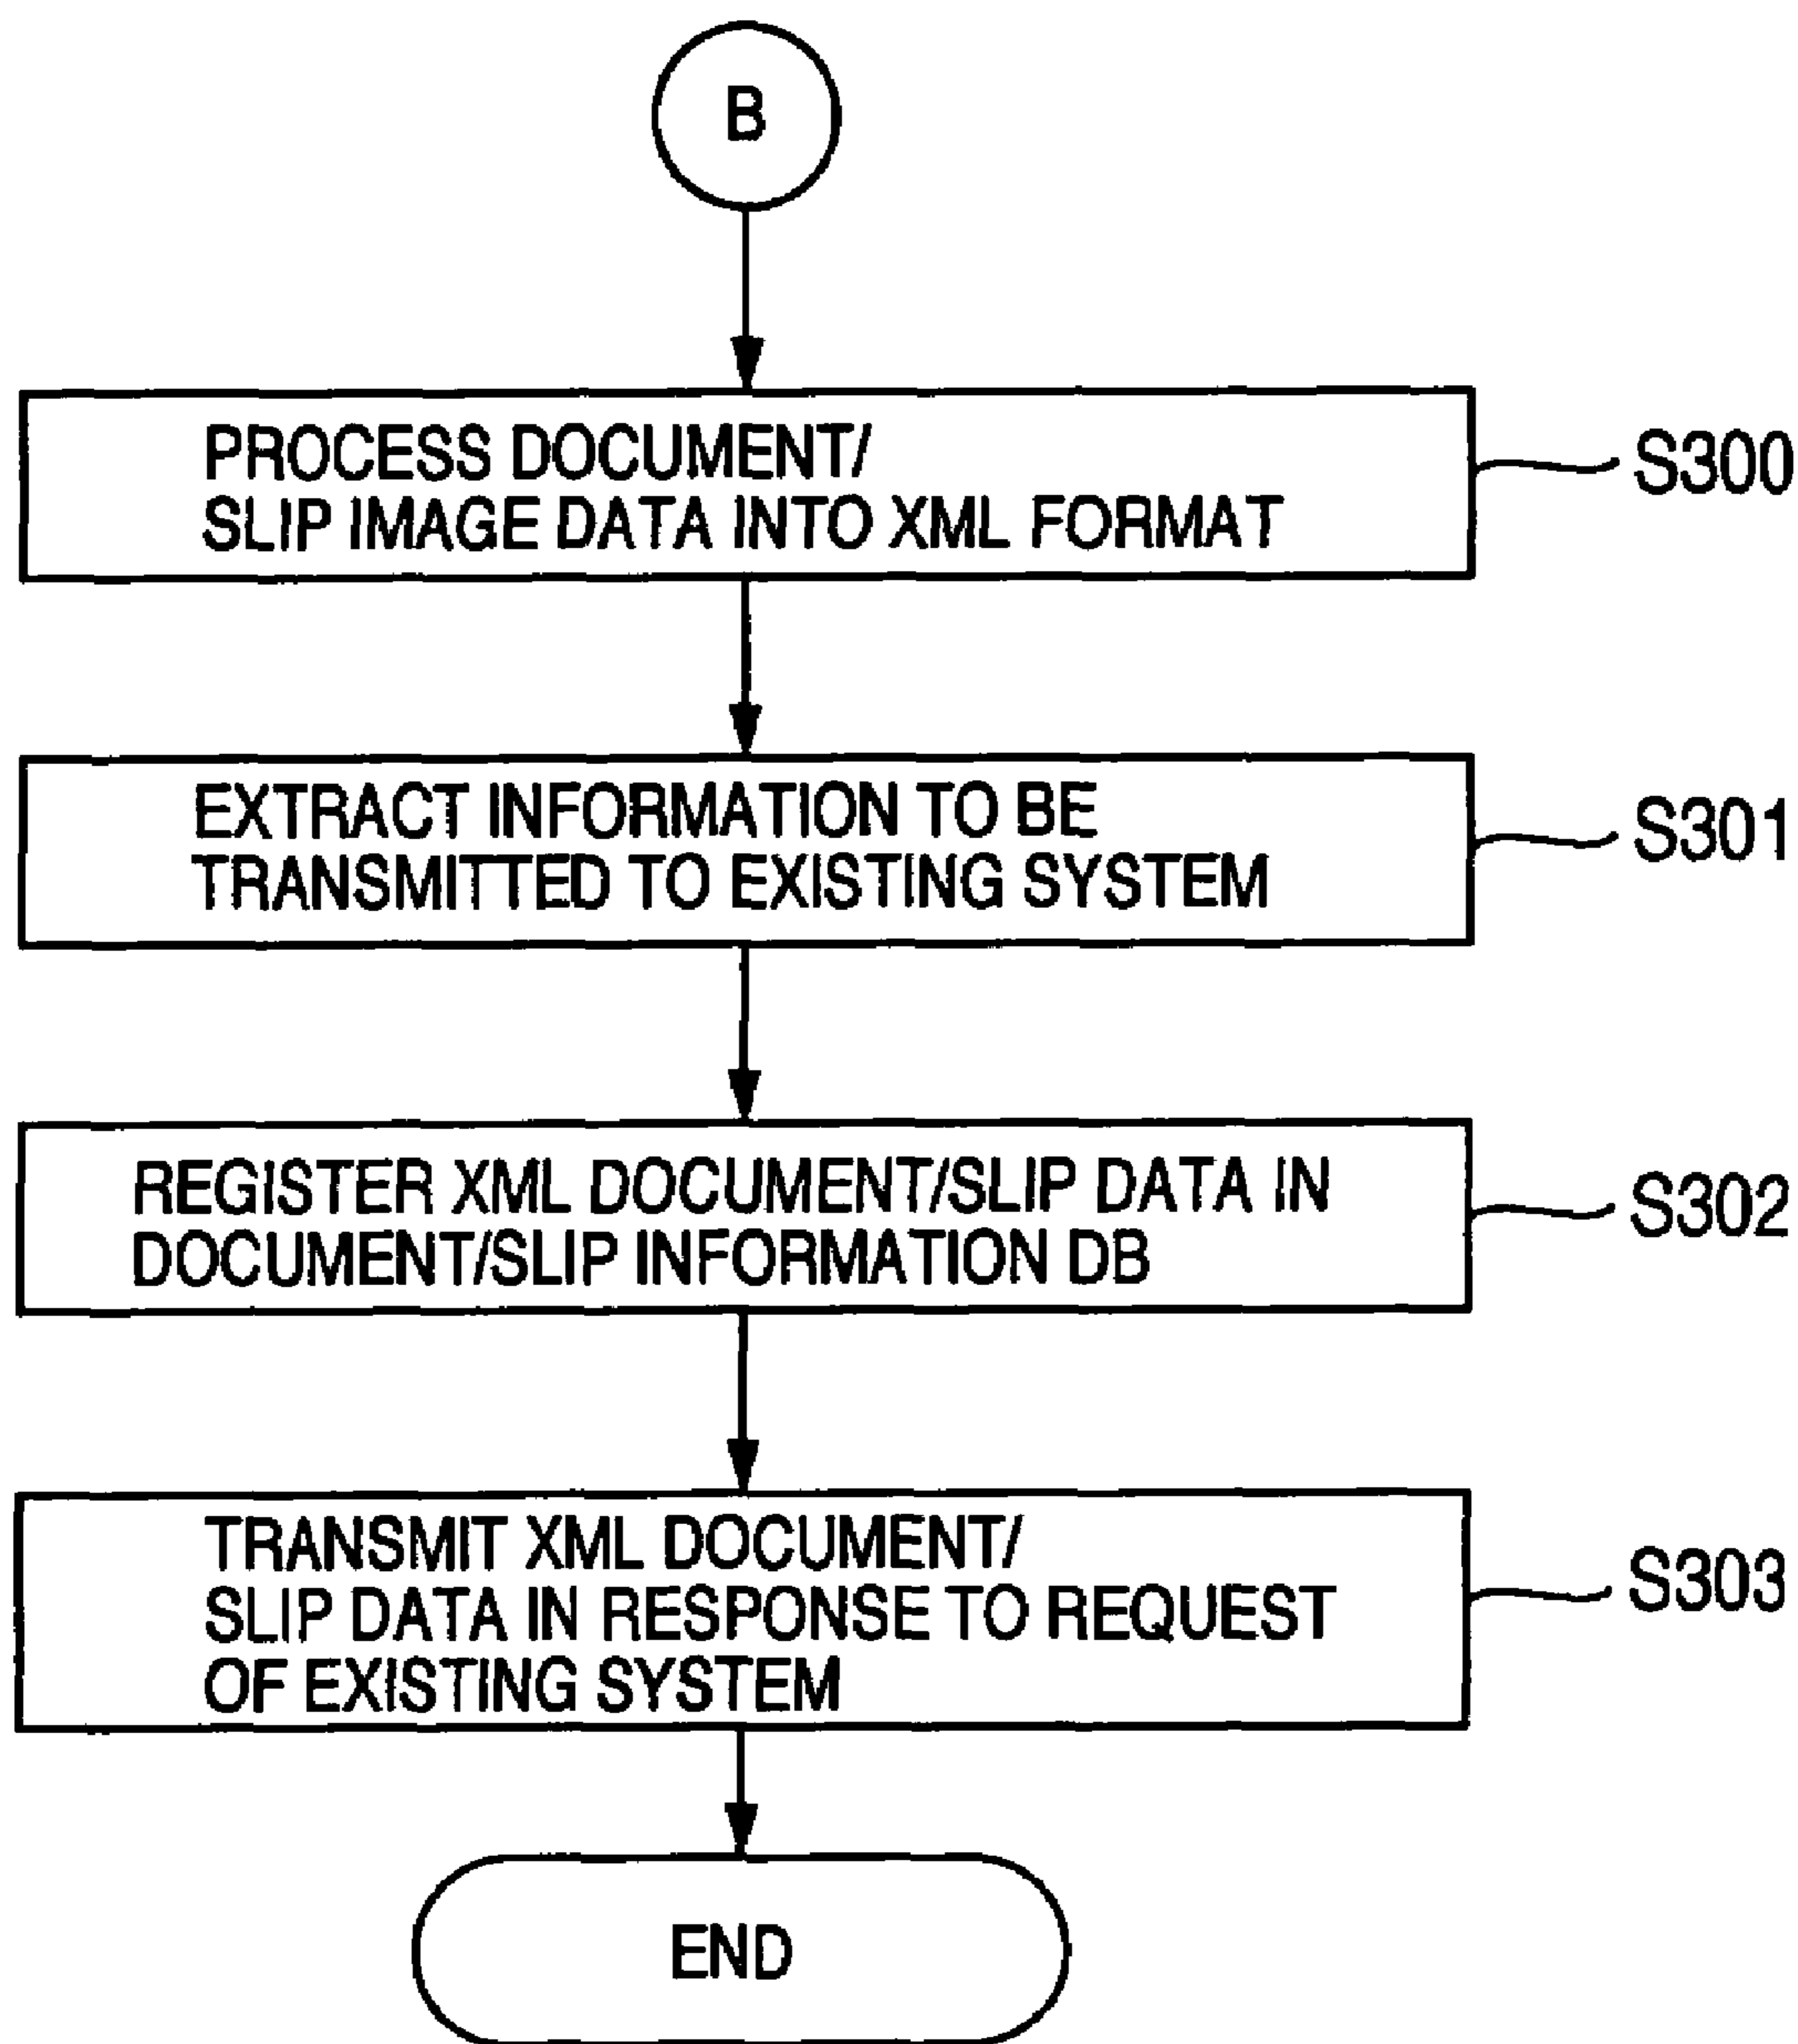 B
PROCESS DOCUMENT/
SLIP IMAGE DATA INTO XML FORMAT
S300
EXTRACT INFORMATION TO BE
TRANSMITTED TO EXISTING SYSTEM
S301
REGISTER XML DOCUMENT/SLIP DATA IN
DOCUMENT/SLIP INFORMATION DB
S302
TRANSMIT XML DOCUMENT/
SLIP DATA IN RESPONSE TO REQUEST
OF EXISTING SYSTEM
S303
END